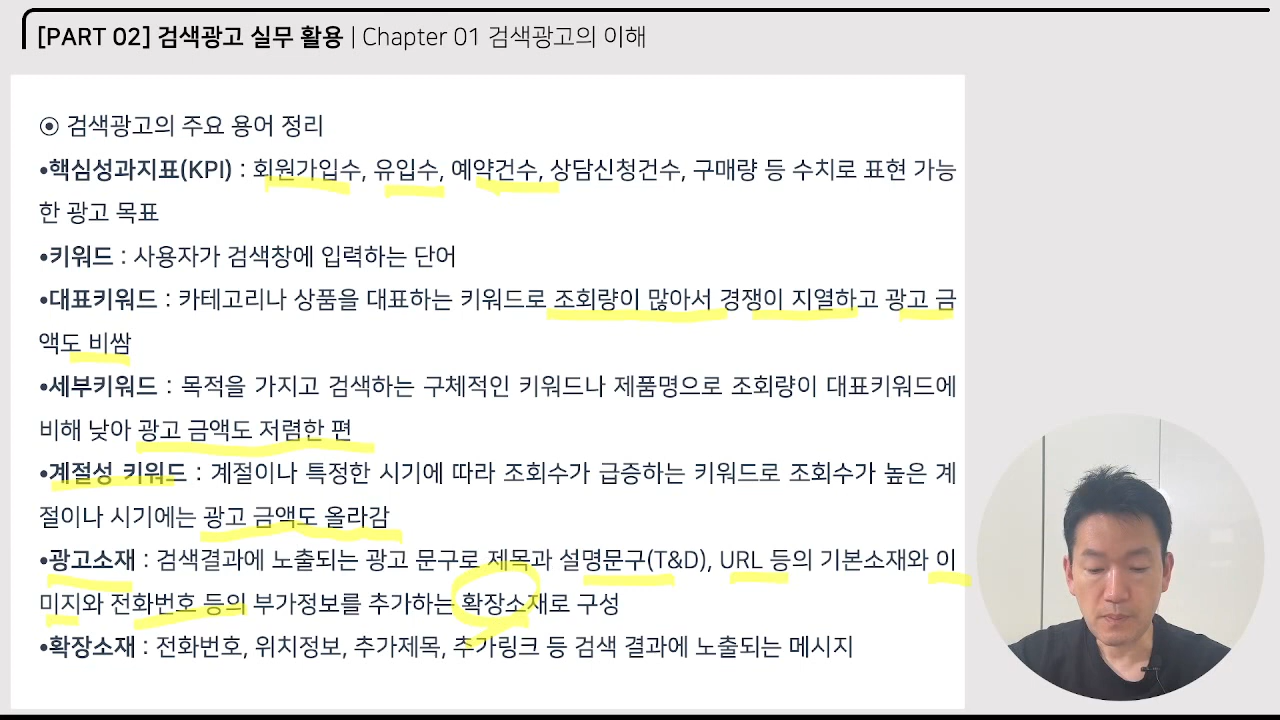 [PART 02] 검색광고 실무 활용 | Chapter 01 검색광고의 이해
⦿ 검색광고의 주요 용어 정리
•핵심성과지표(KPI) : 회원가입수, 유입수, 예약건수, 상담신청건수, 구매량 등 수치로 표현 가능
한 광고 목표
•키워드 : 사용자가 검색창에 입력하는 단어
•대표키워드 : 카테고리나 상품을 대표하는 키워드로 조회량이 많아서 경쟁이 치열하고 광고 금
액도 비쌈
•세부키워드 : 목적을 가지고 검색하는 구체적인 키워드나 제품명으로 조회량이 대표키워드에
비해 낮아 광고 금액도 저렴한 편
•계절성 키워드 : 계절이나 특정한 시기에 따라 조회수가 급증하는 키워드로 조회수가 높은 계
절이나 시기에는 광고 금액도 올라감
•광고소재 : 검색결과에 노출되는 광고 문구로 제목과 설명문구(T&D), URL 등의 기본소재와 이
미지와 전화번호 등의 부가정보를 추가하는 확장소재로 구성
•확장소재 : 전화번호, 위치정보, 추가제목, 추가링크 등 검색 결과에 노출되는 메시지